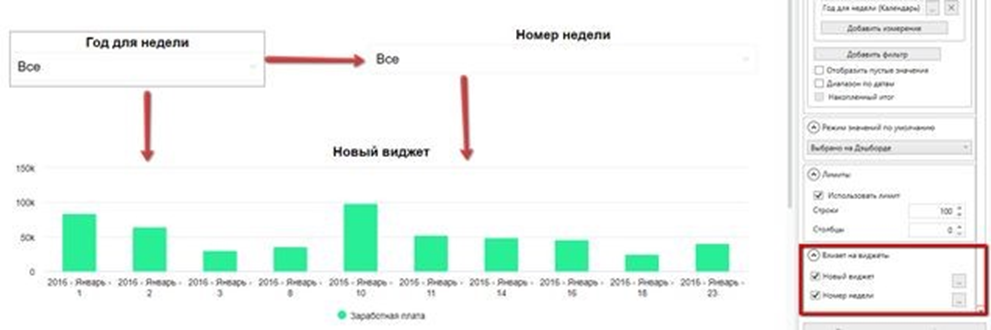 Год для недели
Все
Номер недели
Все
Новый виджет
150k
100k
50k
0
2016 - Январь - 1
2016 - Январь - 2
2016 - Январь - 3
2016 - Январь - 8
2016 - Январь - 10
2016 - Январь - 11
2016 - Январь - 14
2016 - Январь - 16
2016 - Январь - 18
2016 - Январь - 23
Заработная плата
Год для недели (Календарь)
Добавить измерение
Добавить фильтр
Отобразить пустые значения
Диапазон по датам
Накопленный итог
Режим значений по умолчанию
Выбрано на Дэшборде
Лимиты
Использовать лимит
Строки 100
Столбцы 0
Влияет на виджеты
Новый виджет
Номер недели